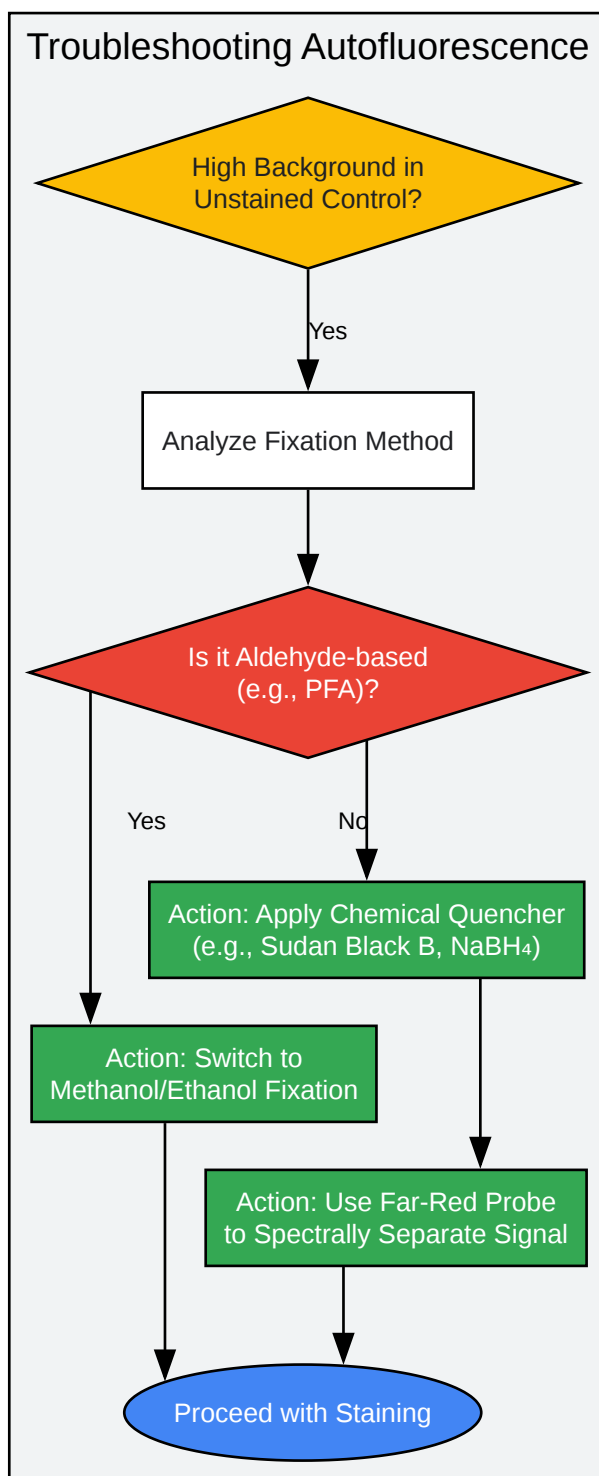 Troubleshooting Autofluorescence
High Background in
Unstained Control?
Yes
Analyze Fixation Method
Is it Aldehyde-based
(e.g., PFA)?
Yes
No
Action: Apply Chemical Quencher
(e.g., Sudan Black B, NaBH₄)
Action: Switch to
Methanol/Ethanol Fixation
Action: Use Far-Red Probe
to Spectrally Separate Signal
Proceed with Staining